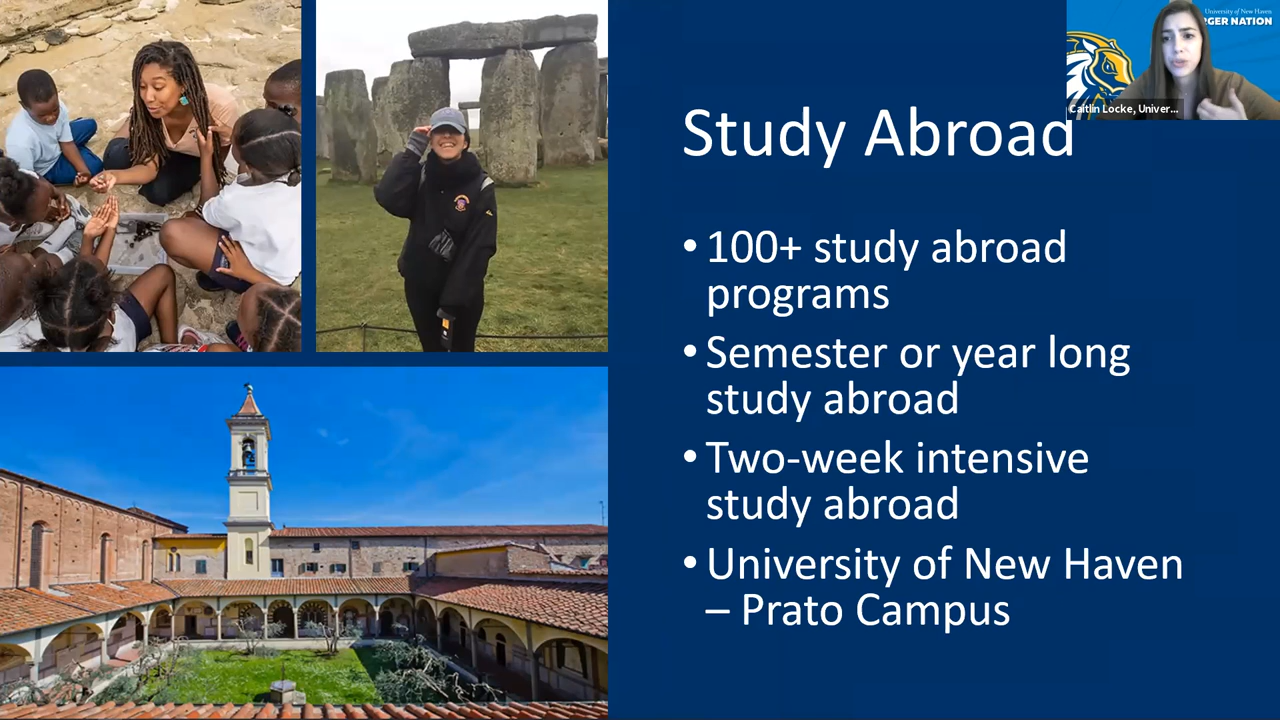 University of New Haven
RGER NATION
Caitlin Locke, Univer...
Study Abroad
• 100+ study abroad
programs
• Semester or year long
study abroad
• Two-week intensive
study abroad
• University of New Haven
– Prato Campus